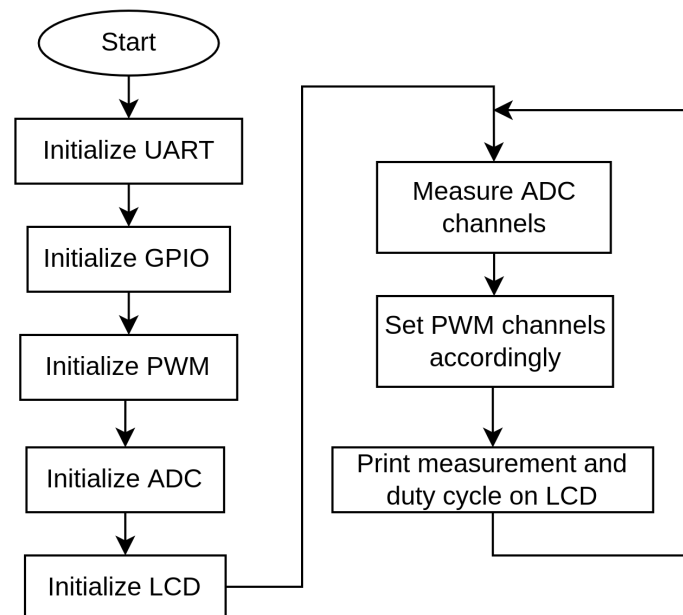 Start
Initialize UART
Initialize GPIO
Initialize PWM
Initialize ADC
Initialize LCD
Measure ADC
channels
Set PWM channels
accordingly
Print measurement and
duty cycle on LCD